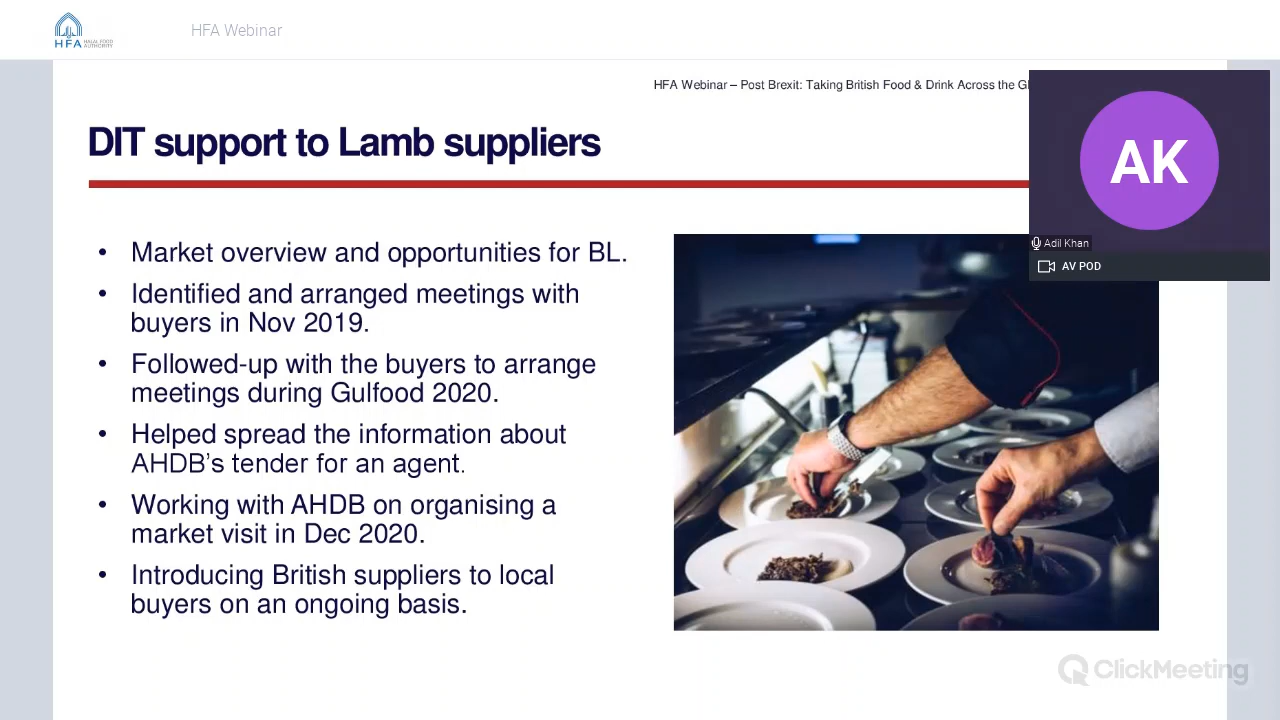 HFA HALAL FOOD
AUTHORITY
HFA Webinar
HFA Webinar – Post Brexit: Taking British Food & Drink Across the
DIT support to Lamb suppliers
AK
Adil Khan
AV POD
• Market overview and opportunities for BL.
• Identified and arranged meetings with
buyers in Nov 2019.
• Followed-up with the buyers to arrange
meetings during Gulfood 2020.
• Helped spread the information about
AHDB’s tender for an agent.
• Working with AHDB on organising a
market visit in Dec 2020.
• Introducing British suppliers to local
buyers on an ongoing basis.
ClickMeeting